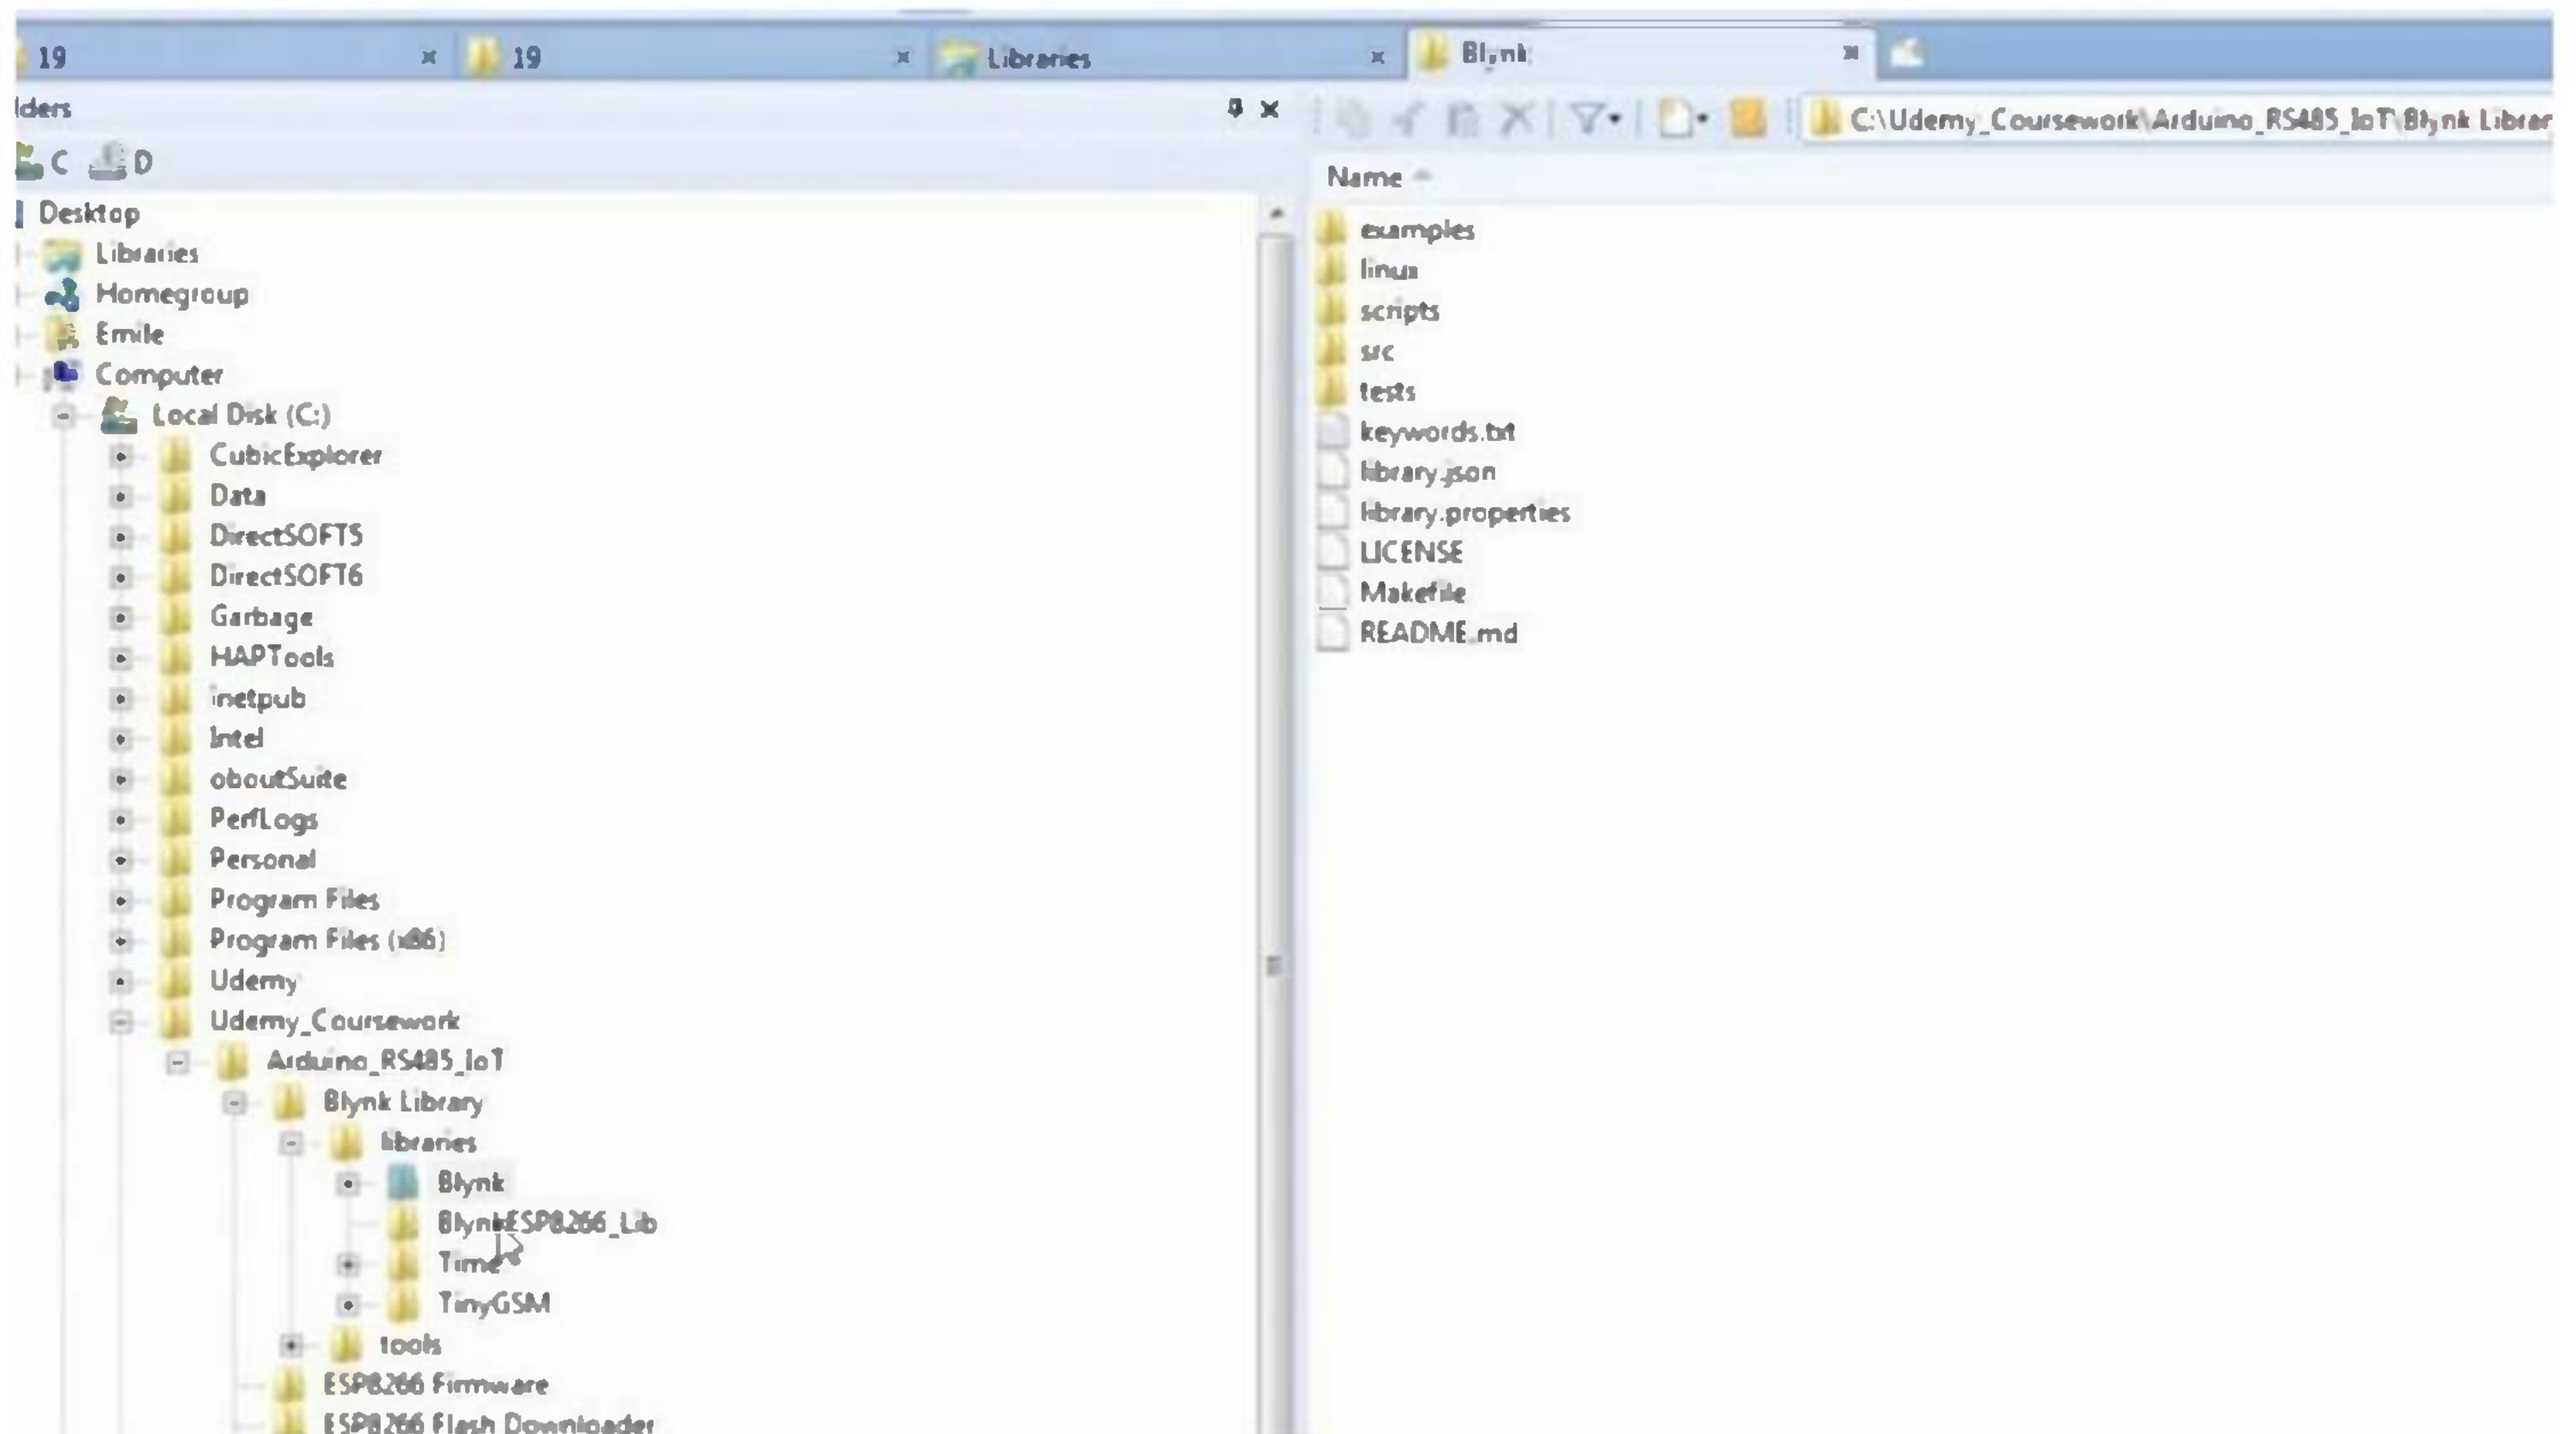 19
19
Libraries
Blynk
lders
C:\Udemy_Coursework\Arduino_RS485_IoT\Blynk Librar
C
D
Name
Desktop
Libraries
Homegroup
Emile
Computer
Local Disk (C:)
CubicExplorer
Data
DirectSOFT5
DirectSOFT6
Garbage
HAPTools
inetpub
Intel
oboutSuite
PerfLogs
Personal
Program Files
Program Files (x86)
Udemy
Udemy_Coursework
Arduino_RS485_IoT
Blynk Library
libraries
Blynk
BlynkESP8266_Lib
Time
TinyGSM
tools
ESP8266 Firmware
ESP8266 Flash Downloader
examples
linux
scripts
src
tests
keywords.txt
library.json
library.properties
LICENSE
Makefile
README.md